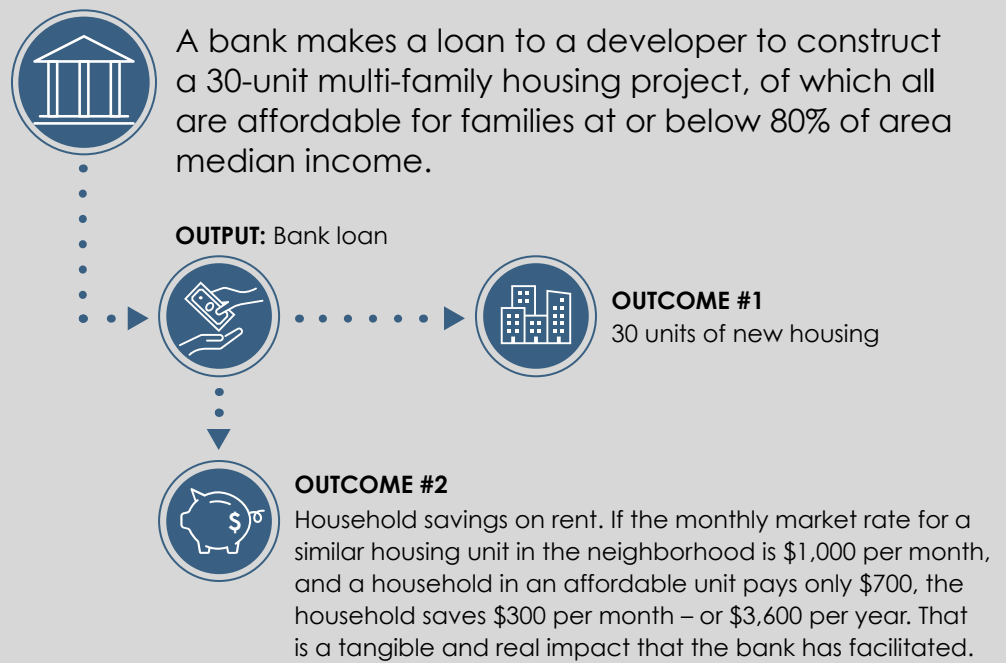 A bank makes a loan to a developer to construct
a 30-unit multi-family housing project, of which all
are affordable for families at or below 80% of area
median income.
OUTPUT: Bank loan
OUTCOME #1
30 units of new housing
$
OUTCOME #2
Household savings on rent. If the monthly market rate for a
similar housing unit in the neighborhood is $1,000 per month,
and a household in an affordable unit pays only $700, the
household saves $300 per month – or $3,600 per year. That
is a tangible and real impact that the bank has facilitated.